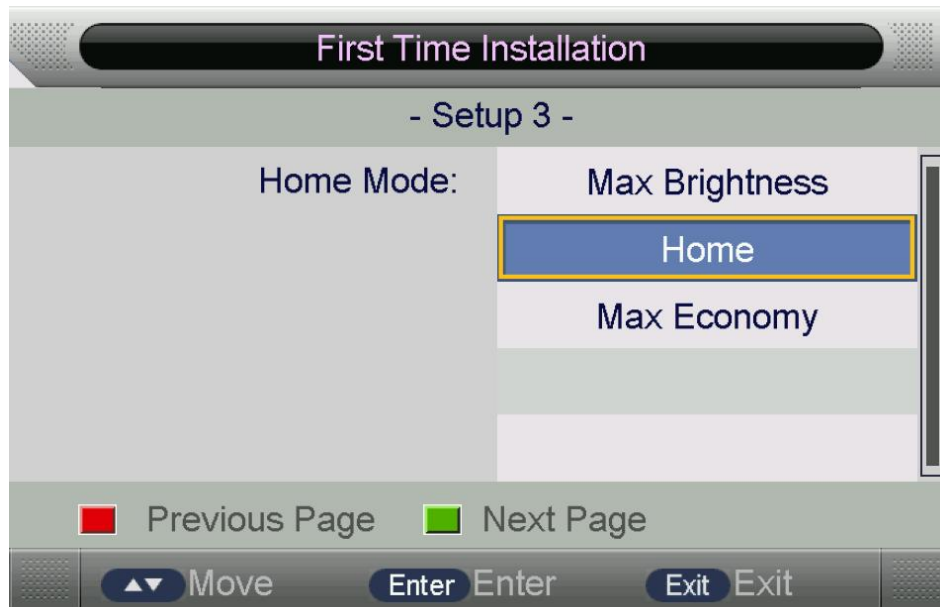 First Time Installation
- Setup 3 -
Home Mode: Max Brightness
Home
Max Economy
Previous Page Next Page
Move Enter Enter Exit Exit